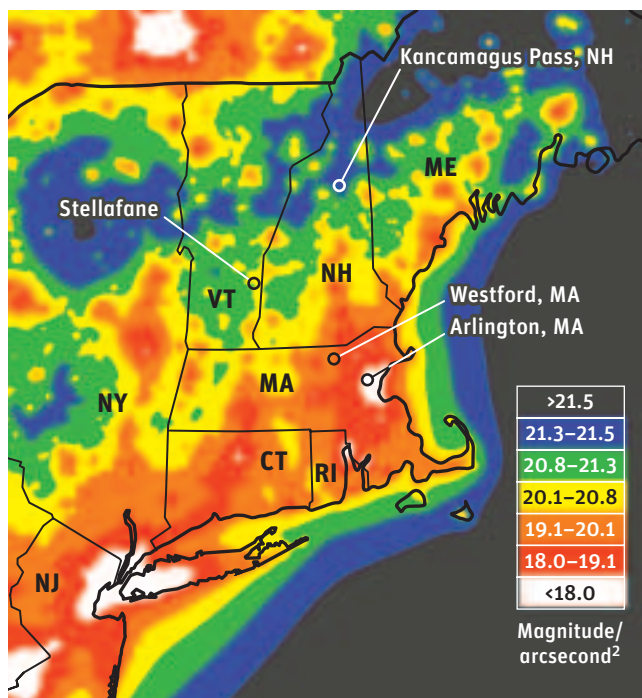 Kancamagus Pass, NH
ME
Stellafane
NH
VT
Westford, MA
Arlington, MA
MA
NY
CT
RI
NJ
>21.5
21.3–21.5
20.8–21.3
20.1–20.8
19.1–20.1
18.0–19.1
<18.0
Magnitude/
arcsecond²